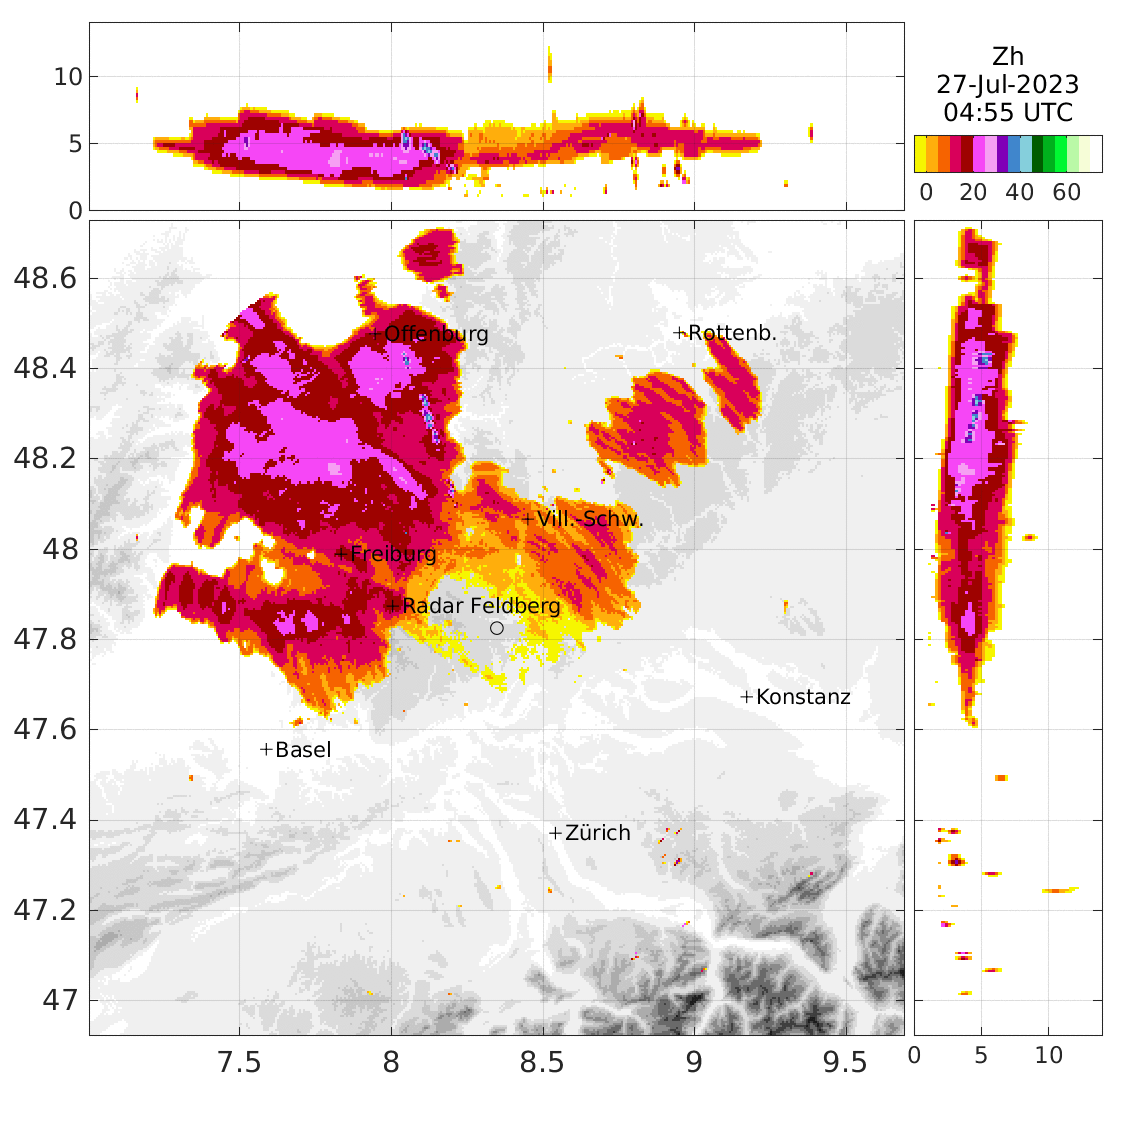 Zh
27-Jul-2023
04:55 UTC
0 20 40 60
10
5
0
48.6
48.4
48.2
48
47.8
47.6
47.4
47.2
47
Offenburg
Rottenb.
Vill.-Schw.
Freiburg
Radar Feldberg
Konstanz
Basel
Zürich
7.5 8 8.5 9 9.5
0 5 10